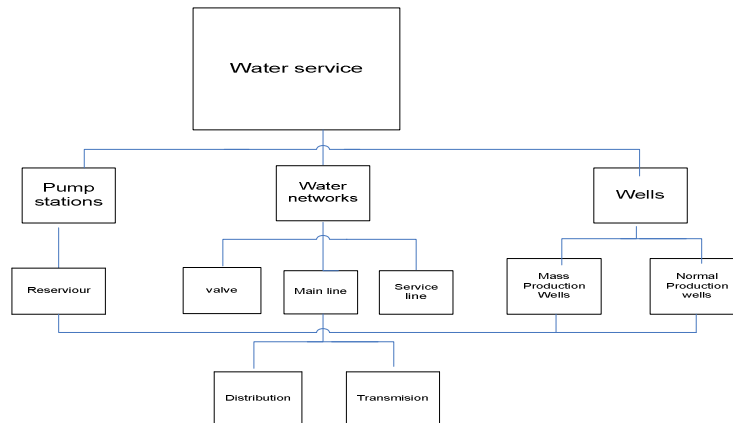 Water service
Pump
stations
Water
networks
Wells
Reserviour
valve
Main line
Service
line
Mass
Production
Wells
Normal
Production
wells
Distribution
Transmision